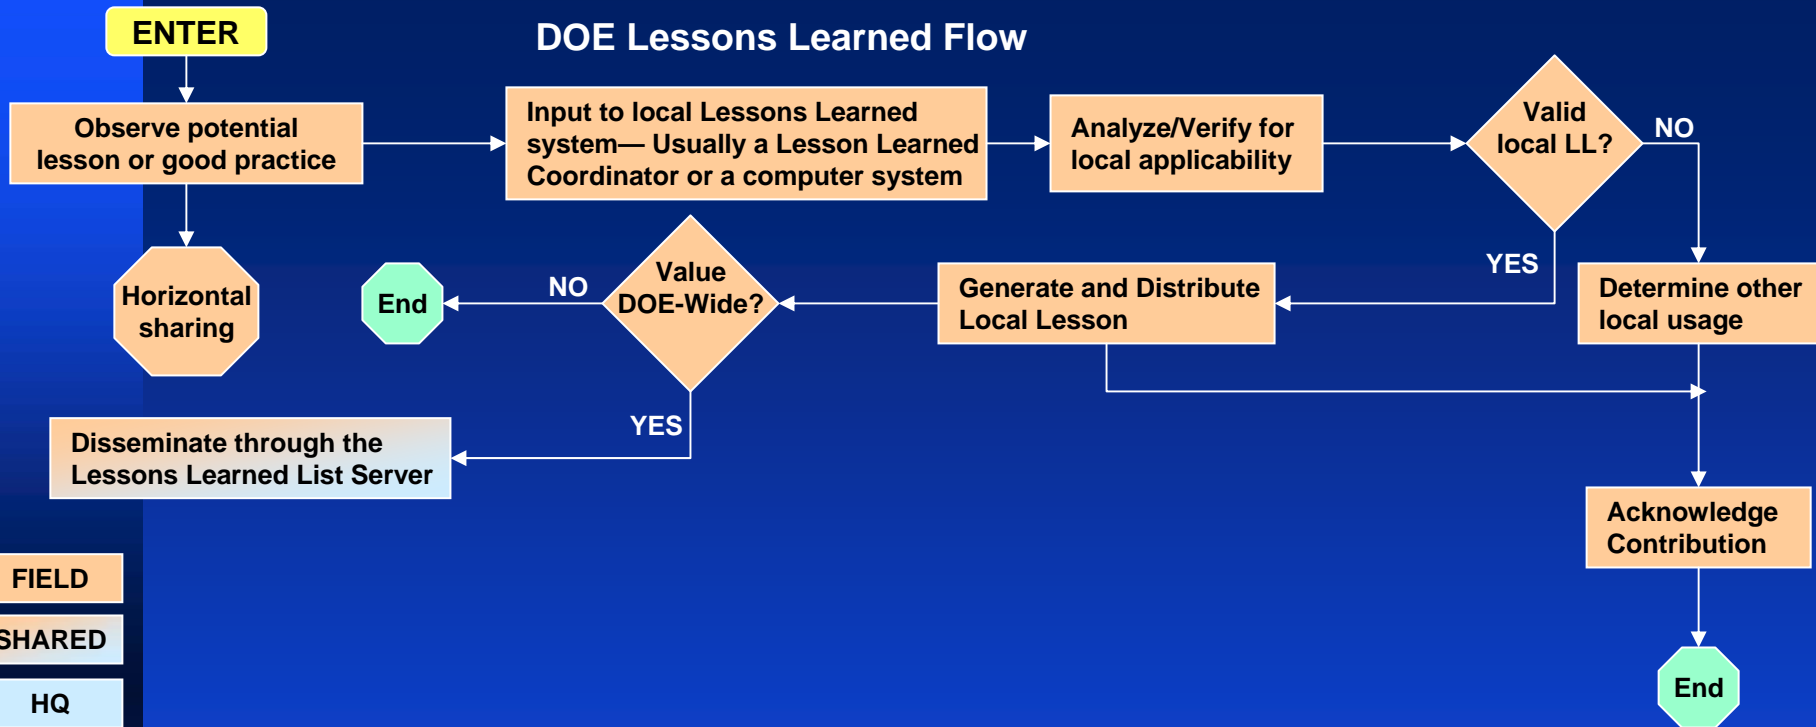 ENTER
DOE Lessons Learned Flow
Observe potential
lesson or good practice
Input to local Lessons Learned
system— Usually a Lesson Learned
Coordinator or a computer system
Analyze/Verify for
local applicability
Valid
local LL?
NO
YES
Horizontal
sharing
End
NO
Value
DOE-Wide?
Generate and Distribute
Local Lesson
Determine other
local usage
YES
Disseminate through the
Lessons Learned List Server
Acknowledge
Contribution
End
FIELD
SHARED
HQ